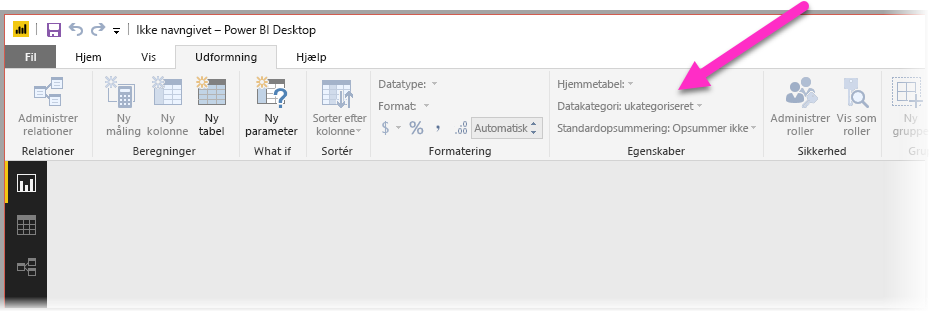 Ikke navngivet – Power BI Desktop
Fil Hjem Vis Udformning Hjælp
Administrer relationer
Ny måling
Ny kolonne
Ny tabel
Ny parameter
Sorter efter kolonne
Datatype:
Format:
$ % , .00 Automatisk
Hjemmetabel:
Datakategori: ukategoriseret
Standardopsummering: Opsummer ikke
Administrer roller
Vis som roller
Ny gruppe
Relationer Beregninger What if Sortér Formatering Egenskaber Sikkerhed